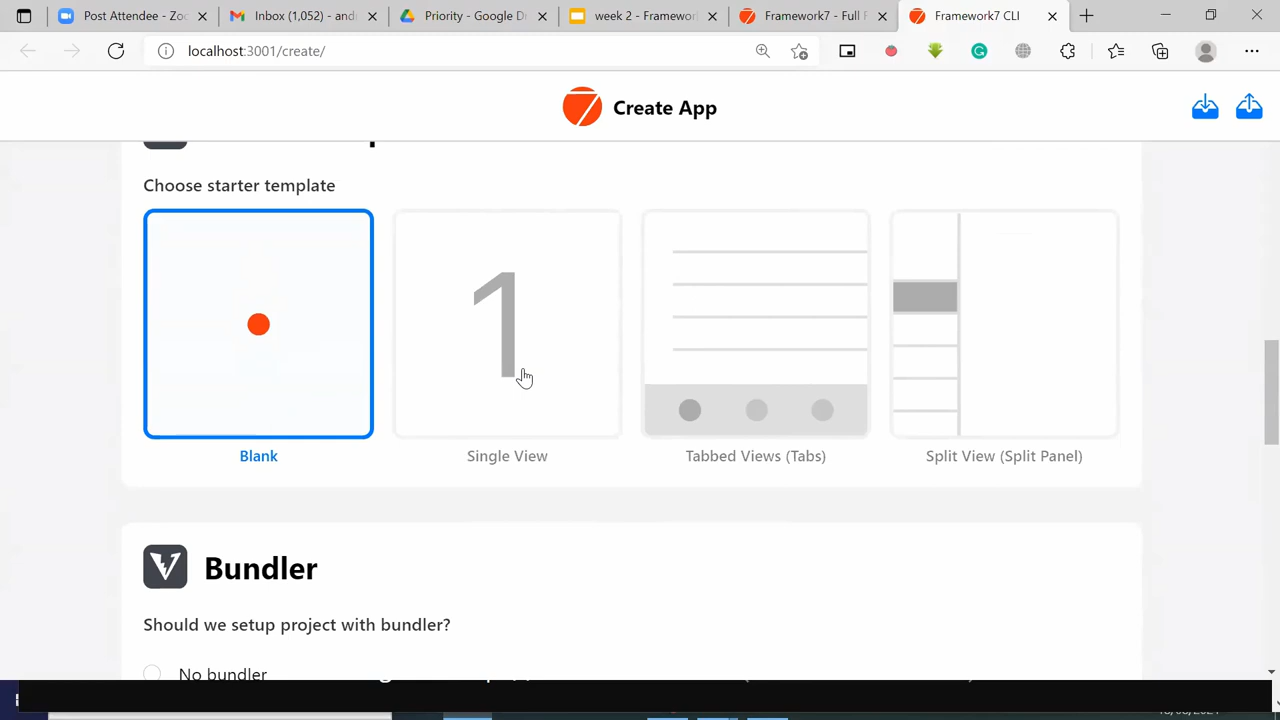 Post Attendee - Zoo
Inbox (1,052) - and
Priority - Google Dr
week 2 - Framework
Framework7 - Full F
Framework7 CLI
localhost:3001/create/
Create App
Choose starter template
1
Blank
Single View
Tabbed Views (Tabs)
Split View (Split Panel)
Bundler
Should we setup project with bundler?
No bundler